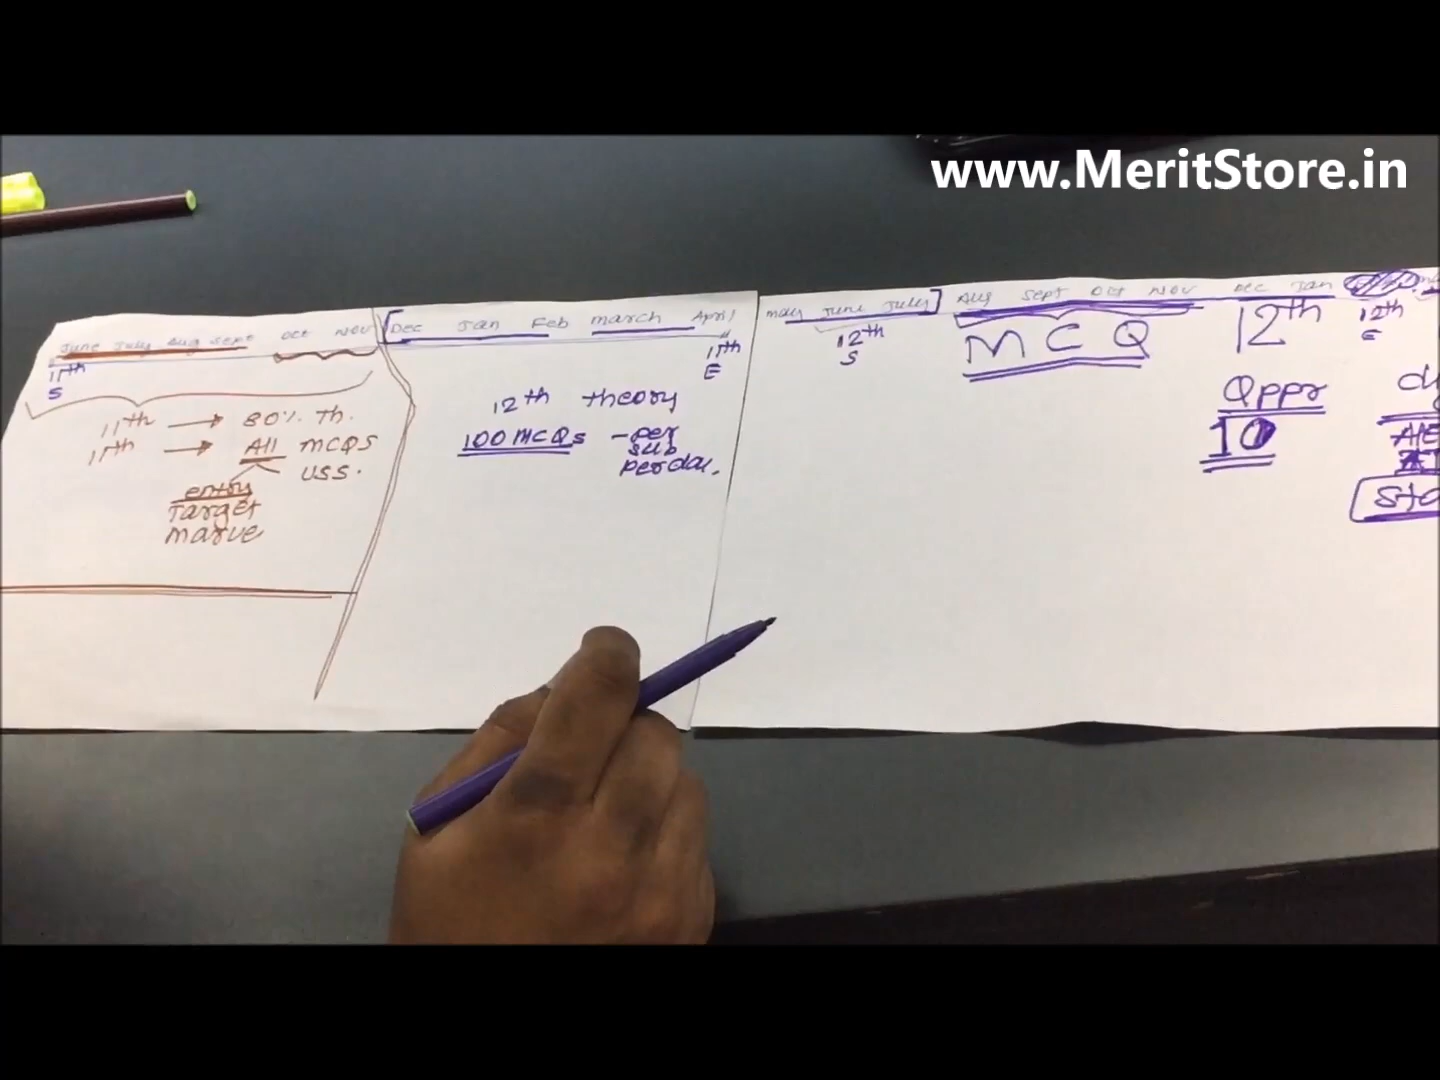 www.MeritStore.in
June July Aug Sept Oct Nov Dec Jan Feb March April May June July Aug Sept Oct Nov Dec Jan
11th
S
11th
E
12th
S
MCQ
12th
12th
E
11th → 80% Th.
11th → All MCQS
USS.
entry
Target
marve
12th theory
100 MCQs - per
sub
per da.
Qppr
10